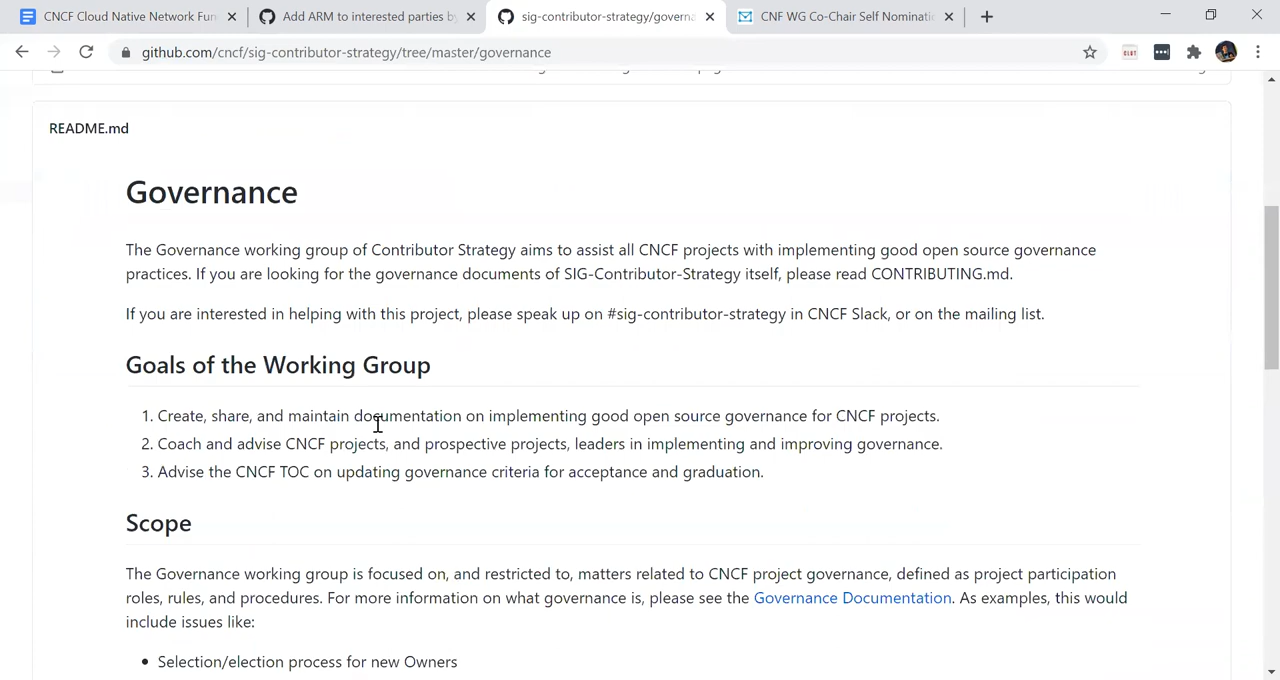 CNCF Cloud Native Network Fun
Add ARM to interested parties by
sig-contributor-strategy/governa
CNF WG Co-Chair Self Nominati
github.com/cncf/sig-contributor-strategy/tree/master/governance
README.md
Governance
The Governance working group of Contributor Strategy aims to assist all CNCF projects with implementing good open source governance
practices. If you are looking for the governance documents of SIG-Contributor-Strategy itself, please read CONTRIBUTING.md.
If you are interested in helping with this project, please speak up on #sig-contributor-strategy in CNCF Slack, or on the mailing list.
Goals of the Working Group
1. Create, share, and maintain documentation on implementing good open source governance for CNCF projects.
2. Coach and advise CNCF projects, and prospective projects, leaders in implementing and improving governance.
3. Advise the CNCF TOC on updating governance criteria for acceptance and graduation.
Scope
The Governance working group is focused on, and restricted to, matters related to CNCF project governance, defined as project participation
roles, rules, and procedures. For more information on what governance is, please see the Governance Documentation. As examples, this would
include issues like:
• Selection/election process for new Owners